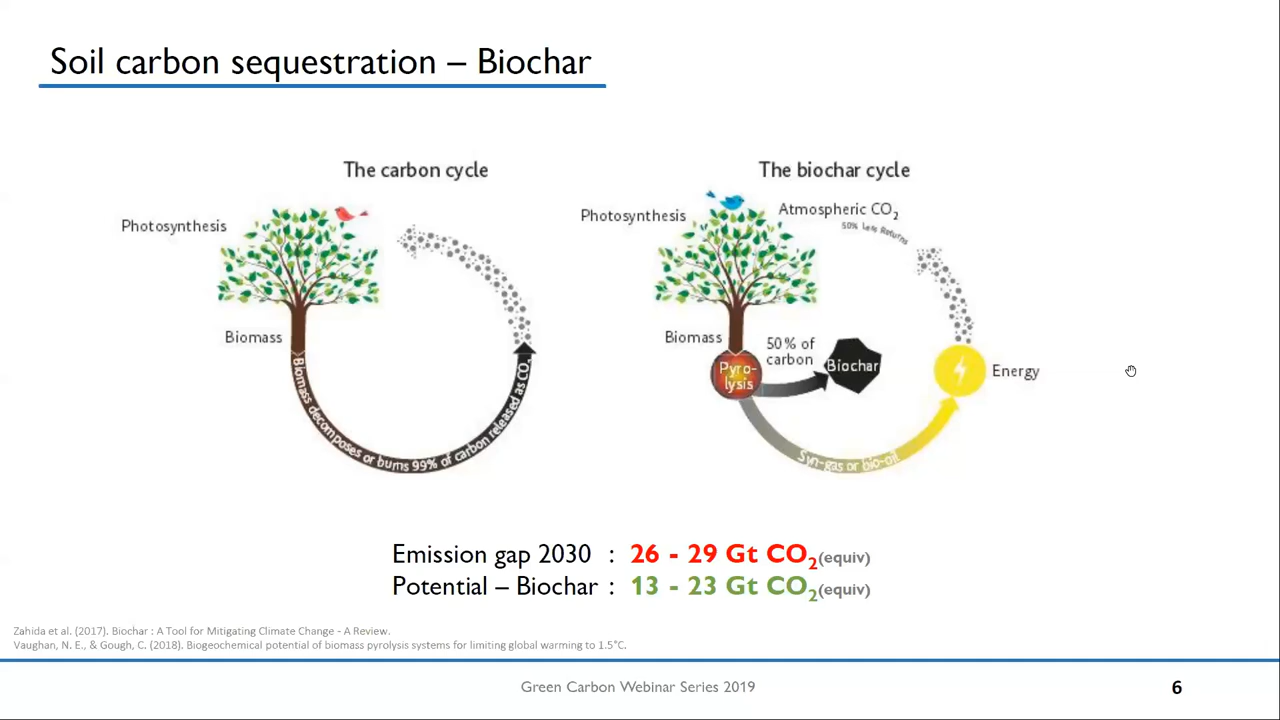 Soil carbon sequestration – Biochar
The carbon cycle
Photosynthesis
Biomass
Biomass decomposes or burns 99% of carbon released as CO₂
The biochar cycle
Photosynthesis
Atmospheric CO₂
50% Less Returns
Biomass
50% of
carbon
Pyro-
lysis
Biochar
Energy
Syn-gas or bio-oil
Emission gap 2030 : 26 - 29 Gt CO₂(equiv)
Potential – Biochar : 13 - 23 Gt CO₂(equiv)
Zahida et al. (2017). Biochar : A Tool for Mitigating Climate Change - A Review.
Vaughan, N. E., & Gough, C. (2018). Biogeochemical potential of biomass pyrolysis systems for limiting global warming to 1.5°C.
Green Carbon Webinar Series 2019
6